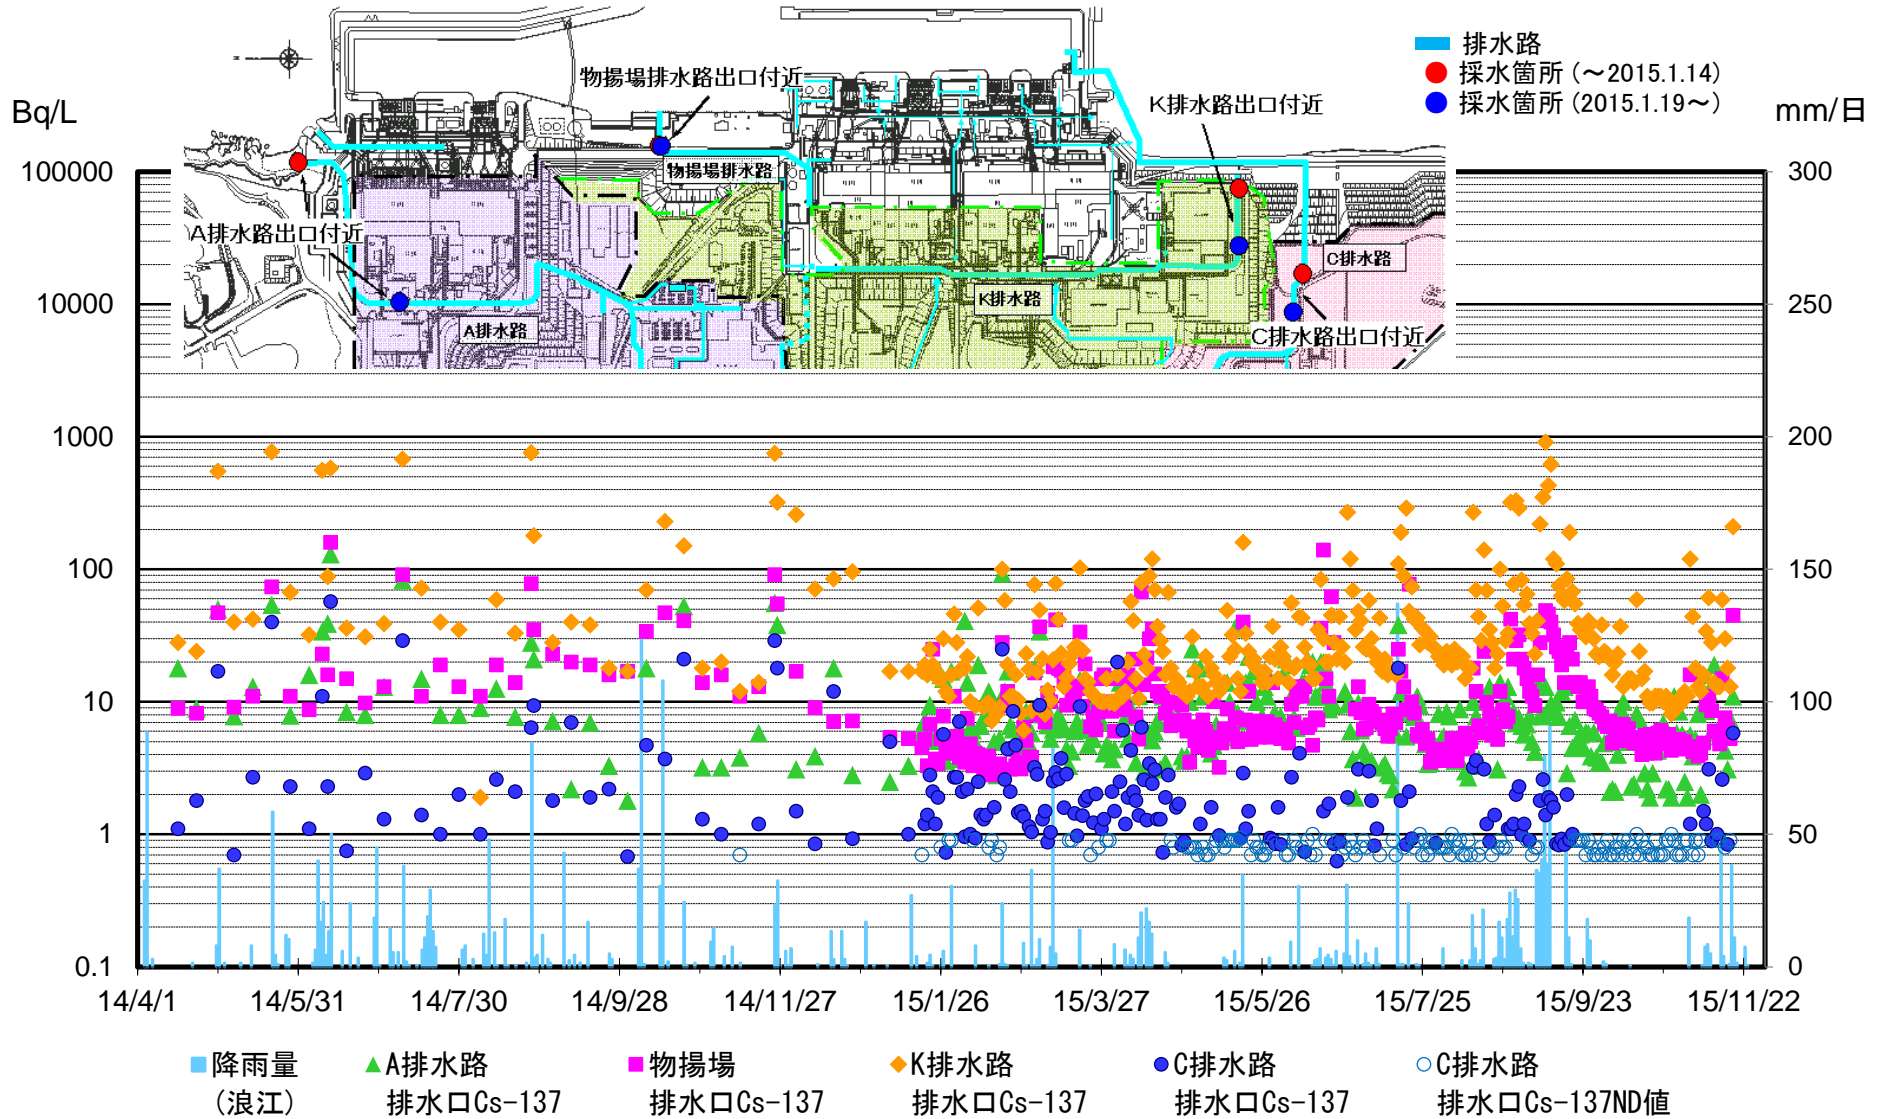 Bq/L
mm/日
排水路
採水箇所 (～2015.1.14)
採水箇所 (2015.1.19～)
物揚場排水路出口付近
K排水路出口付近
物揚場排水路
A排水路出口付近
C排水路
K排水路
A排水路
C排水路出口付近
100000
10000
1000
100
10
1
0.1
300
250
200
150
100
50
0
14/4/1
14/5/31
14/7/30
14/9/28
14/11/27
15/1/26
15/3/27
15/5/26
15/7/25
15/9/23
15/11/22
降雨量
(浪江)
A排水路
排水口Cs-137
物揚場
排水口Cs-137
K排水路
排水口Cs-137
C排水路
排水口Cs-137
C排水路
排水口Cs-137ND値